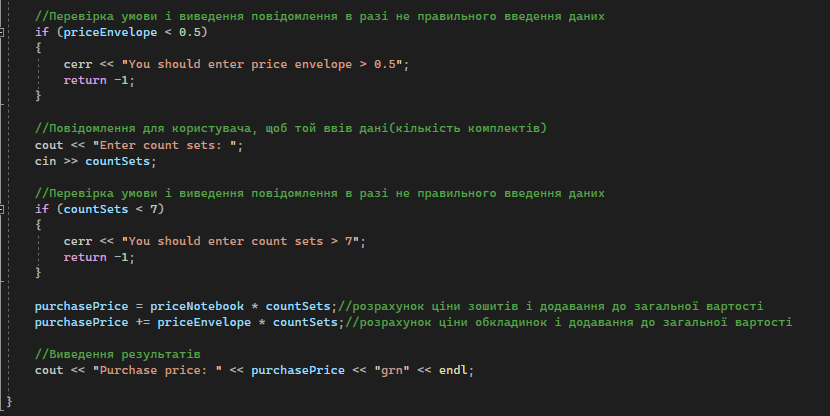 //Перевірка умови і виведення повідомлення в разі не правильного введення даних
if (priceEnvelope < 0.5)
{
cerr << "You should enter price envelope > 0.5";
return -1;
}
//Повідомлення для користувача, щоб той ввів дані(кількість комплектів)
cout << "Enter count sets: ";
cin >> countSets;
//Перевірка умови і виведення повідомлення в разі не правильного введення даних
if (countSets < 7)
{
cerr << "You should enter count sets > 7";
return -1;
}
purchasePrice = priceNotebook * countSets;//розрахунок ціни зошитів і додавання до загальної вартості
purchasePrice += priceEnvelope * countSets;//розрахунок ціни обкладинок і додавання до загальної вартості
//Виведення результатів
cout << "Purchase price: " << purchasePrice << "grn" << endl;
}